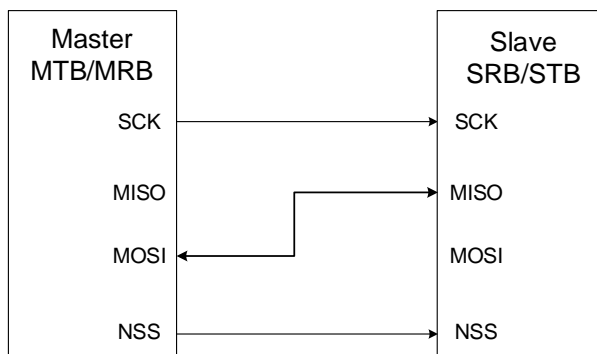 Master
MTB/MRB
SCK
MISO
MOSI
NSS
Slave
SRB/STB
SCK
MISO
MOSI
NSS